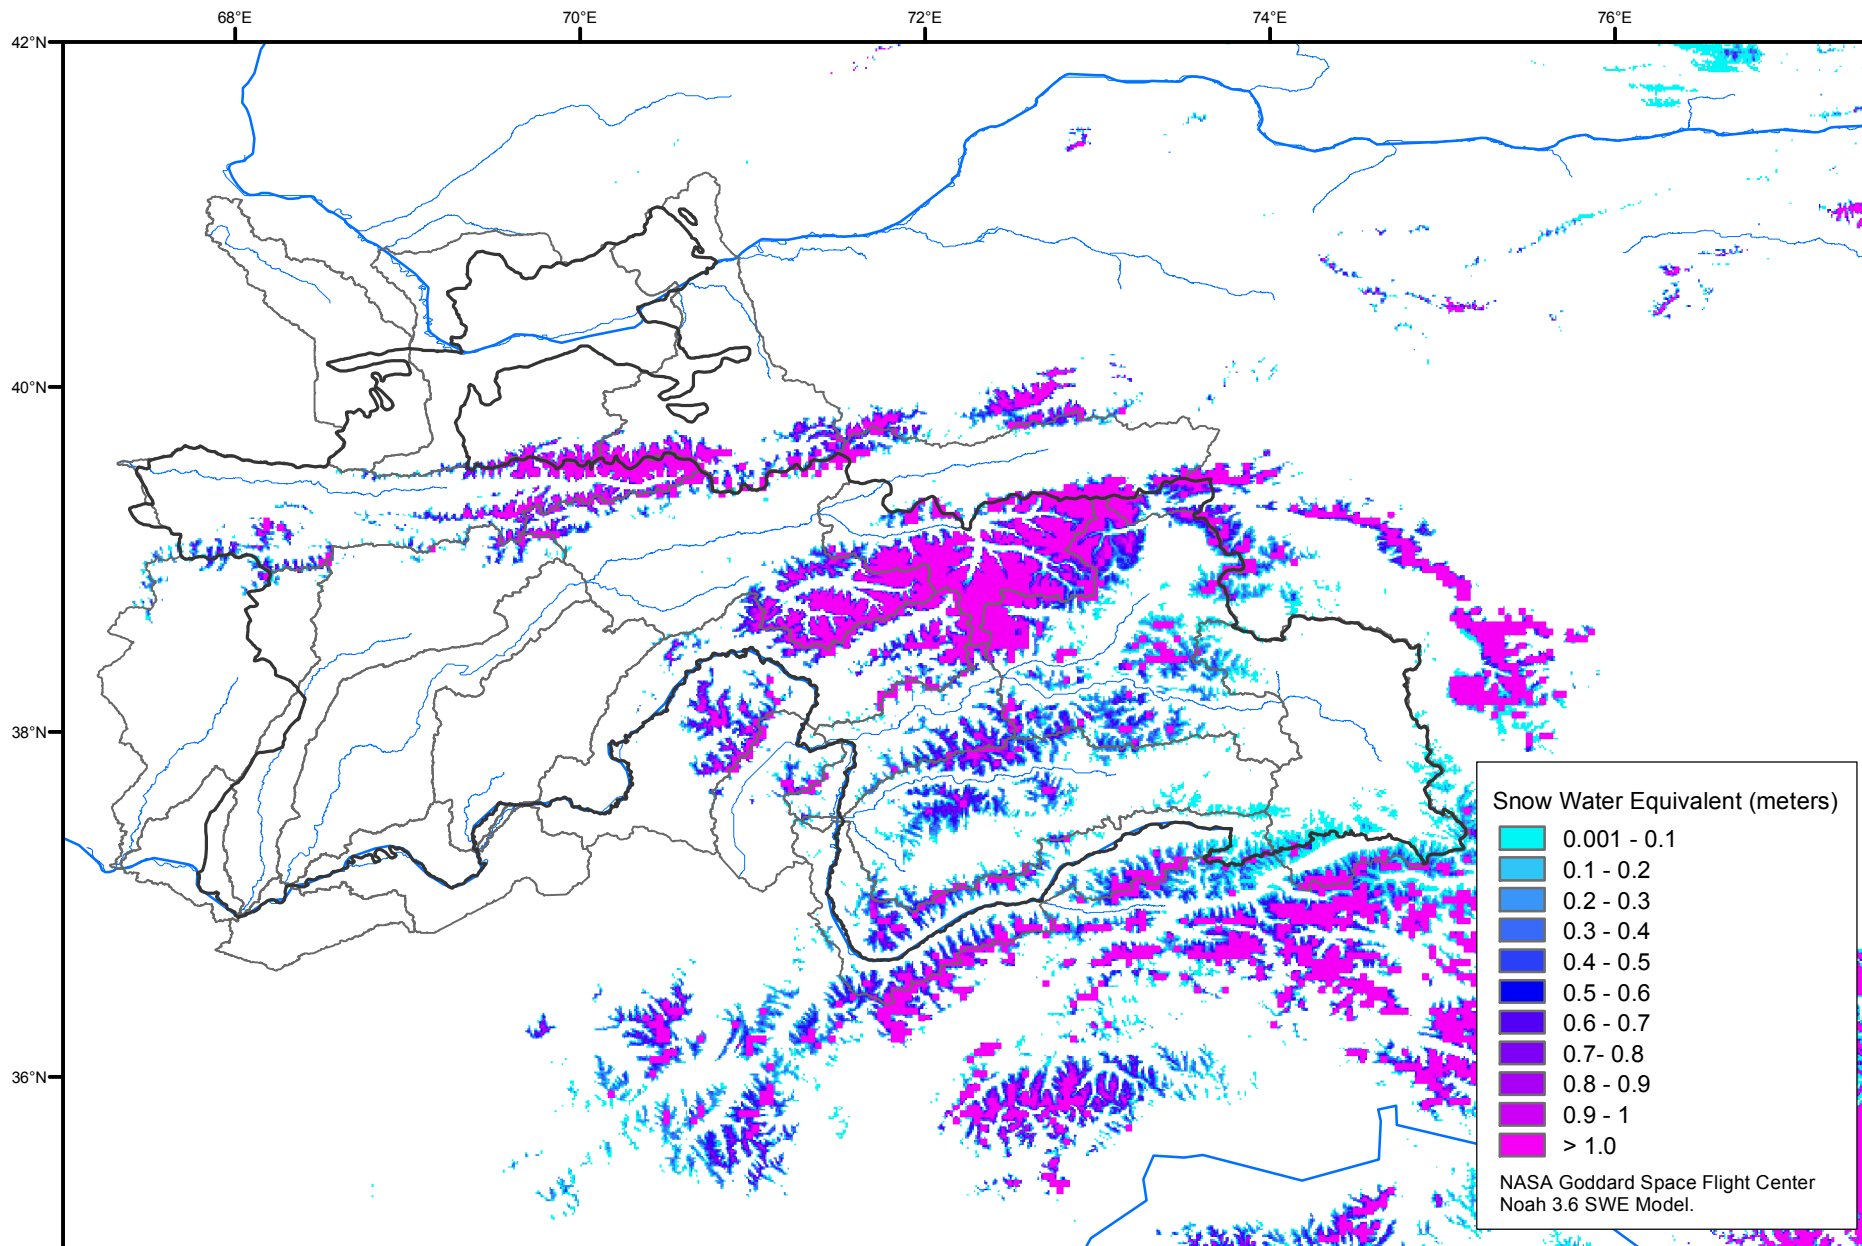 68°E 70°E 72°E 74°E 76°E
42°N
40°N
38°N
36°N
Snow Water Equivalent (meters)
0.001 - 0.1
0.1 - 0.2
0.2 - 0.3
0.3 - 0.4
0.4 - 0.5
0.5 - 0.6
0.6 - 0.7
0.7- 0.8
0.8 - 0.9
0.9 - 1
> 1.0
NASA Goddard Space Flight Center
Noah 3.6 SWE Model.